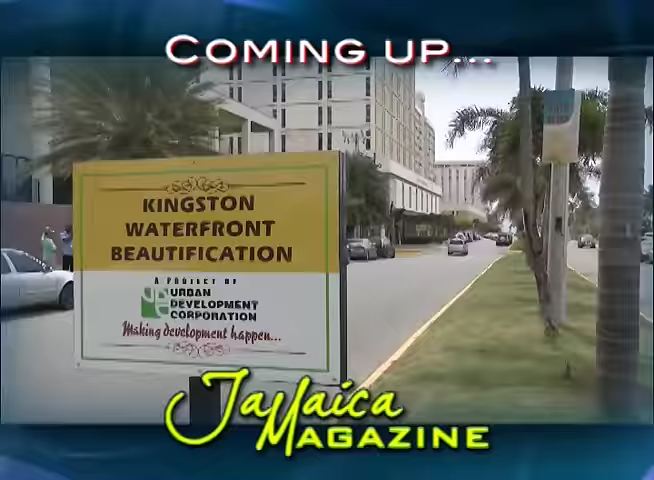 COMING UP...
KINGSTON
WATERFRONT
BEAUTIFICATION
A PROJECT OF
URBAN
DEVELOPMENT
CORPORATION
Making development happen...
Jamaica
MAGAZINE